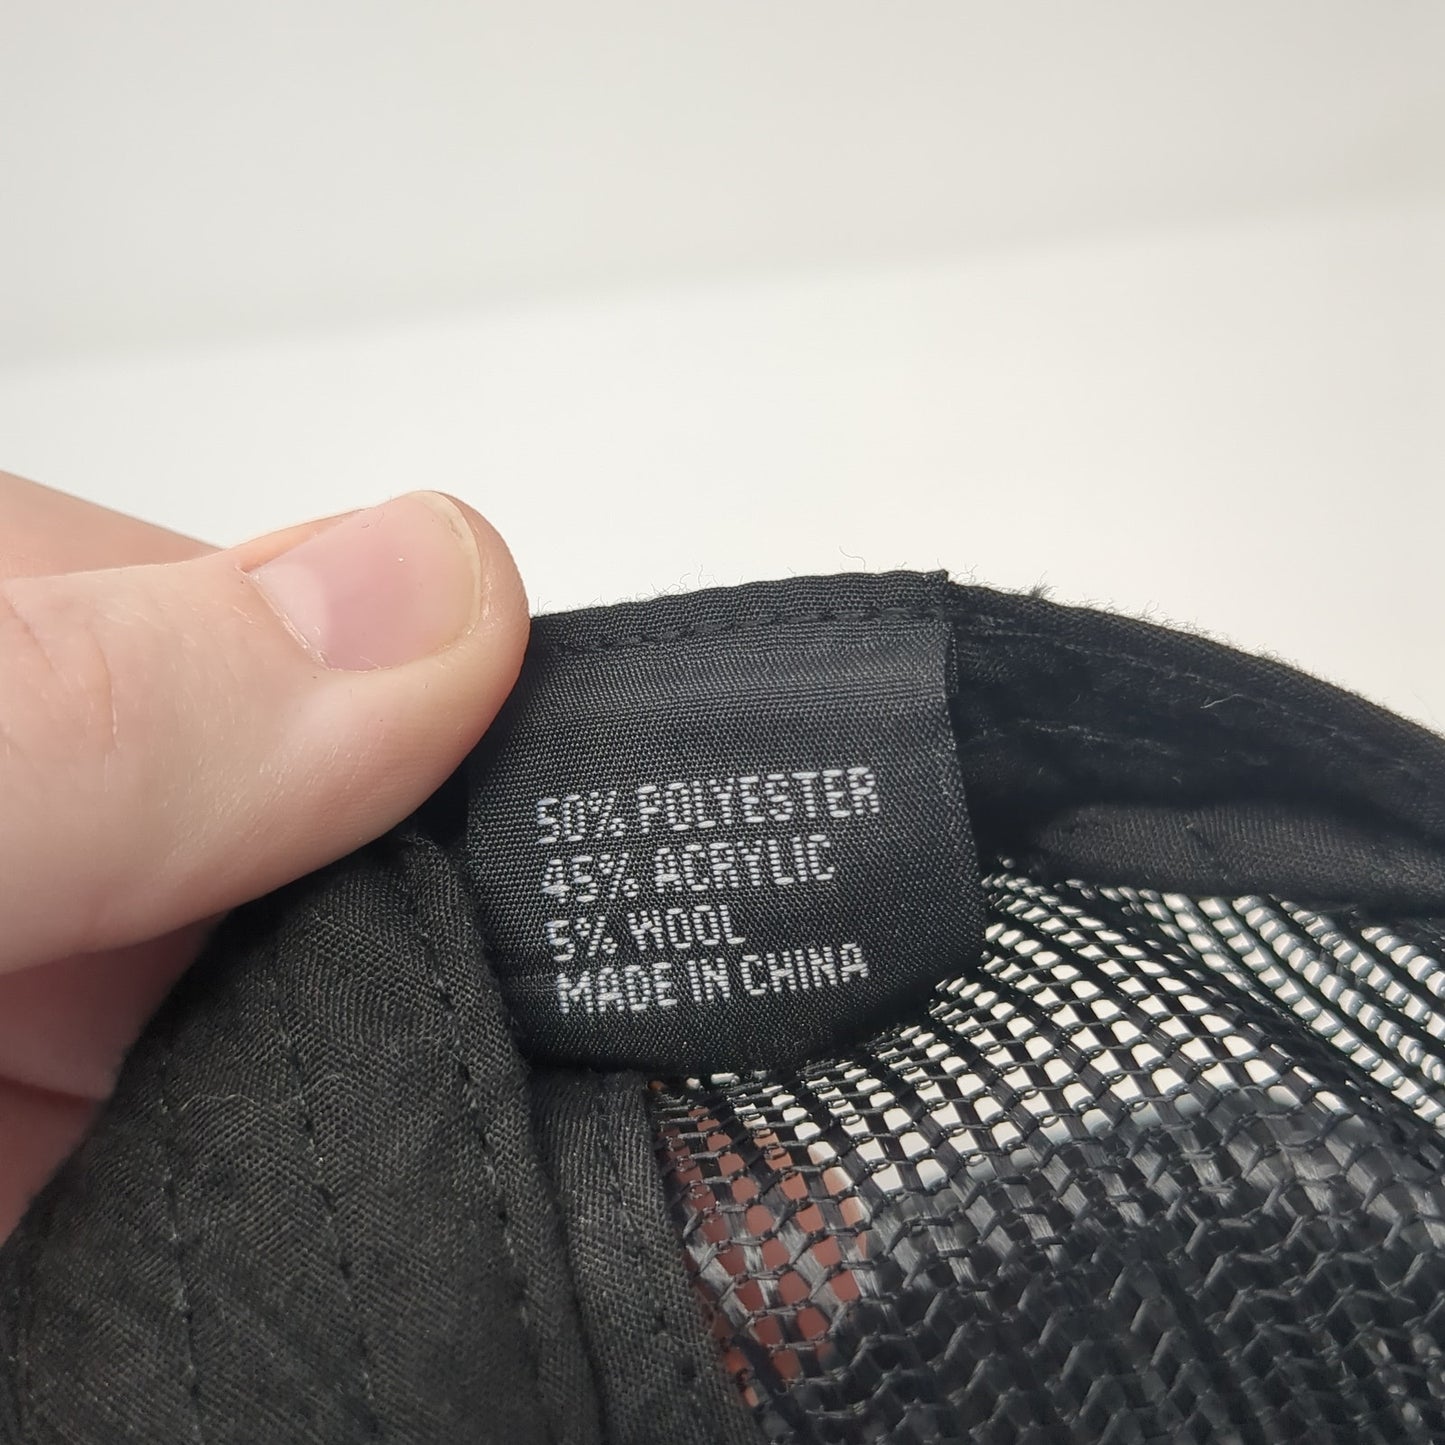 50% POLYESTER
45% ACRYLIC
5% WOOL
MADE IN CHINA